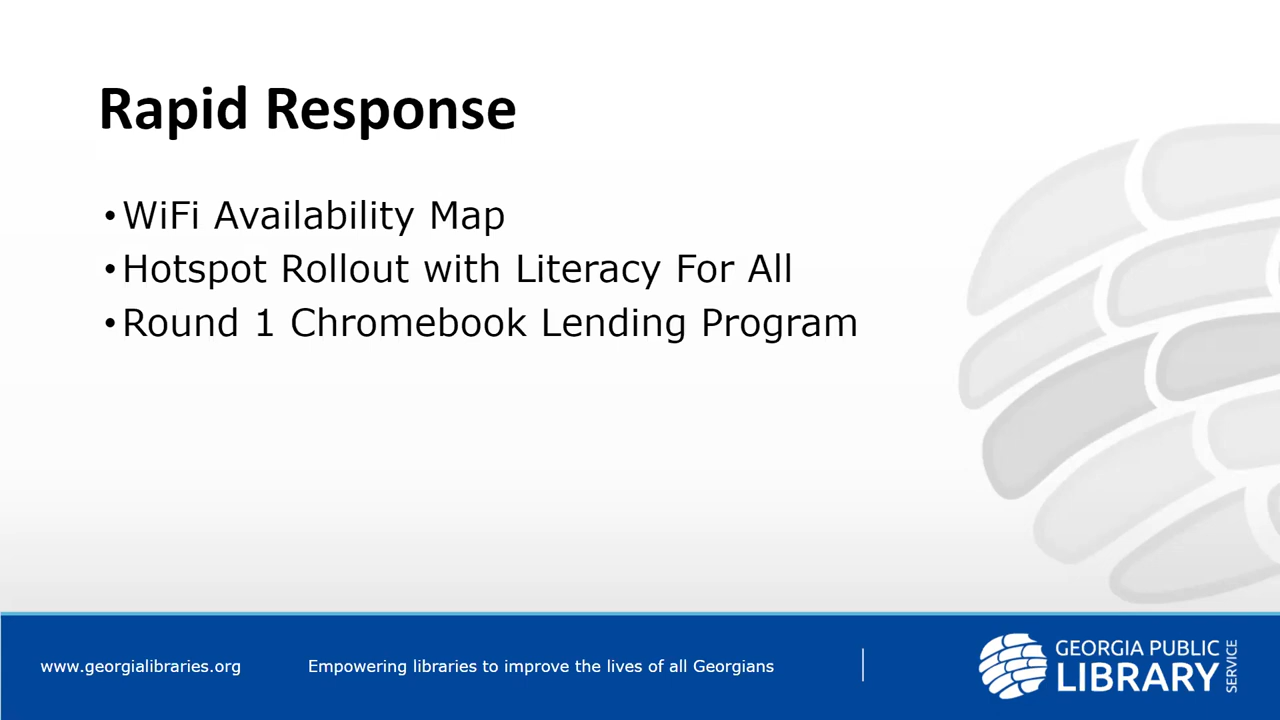 Rapid Response
• WiFi Availability Map
• Hotspot Rollout with Literacy For All
• Round 1 Chromebook Lending Program
www.georgialibraries.org
Empowering libraries to improve the lives of all Georgians
GEORGIA PUBLIC
LIBRARY
SERVICE